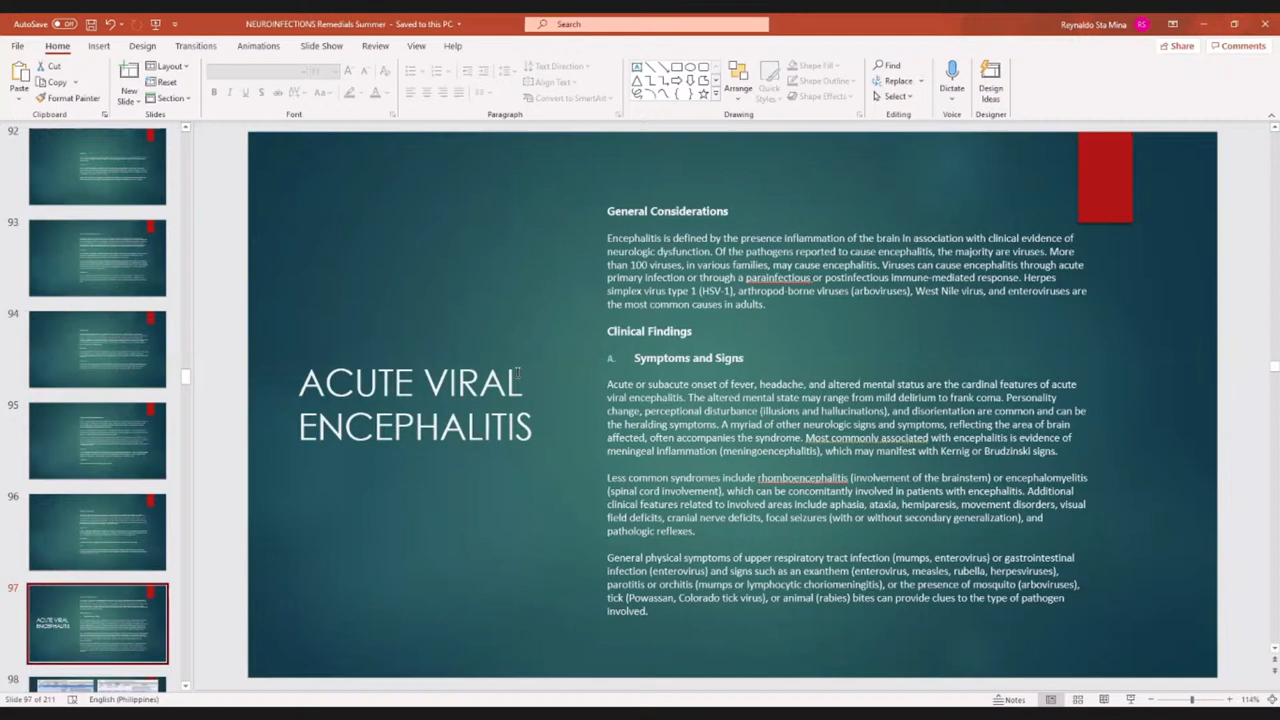 AutoSave Off NEUROINFECTIONS Remedials Summer - Saved to this PC Search Reynaldo Sta Mina RS
File Home Insert Design Transitions Animations Slide Show Review View Help Share Comments
Paste Cut Copy Format Painter Clipboard
New Slide Layout Reset Section Slides
B I U S ab AV Aa A Font
Text Direction Align Text Convert to SmartArt Paragraph
Arrange Quick Styles Shape Fill Shape Outline Shape Effects Drawing
Find Replace Select Editing
Dictate Voice
Design Ideas Designer
92
93
94
95
96
97
ACUTE VIRAL
ENCEPHALITIS
98
ACUTE VIRAL
ENCEPHALITIS
General Considerations
Encephalitis is defined by the presence inflammation of the brain in association with clinical evidence of
neurologic dysfunction. Of the pathogens reported to cause encephalitis, the majority are viruses. More
than 100 viruses, in various families, may cause encephalitis. Viruses can cause encephalitis through acute
primary infection or through a parainfectious or postinfectious immune-mediated response. Herpes
simplex virus type 1 (HSV-1), arthropod-borne viruses (arboviruses), West Nile virus, and enteroviruses are
the most common causes in adults.
Clinical Findings
A. Symptoms and Signs
Acute or subacute onset of fever, headache, and altered mental status are the cardinal features of acute
viral encephalitis. The altered mental state may range from mild delirium to frank coma. Personality
change, perceptional disturbance (illusions and hallucinations), and disorientation are common and can be
the heralding symptoms. A myriad of other neurologic signs and symptoms, reflecting the area of brain
affected, often accompanies the syndrome. Most commonly associated with encephalitis is evidence of
meningeal inflammation (meningoencephalitis), which may manifest with Kernig or Brudzinski signs.
Less common syndromes include rhomboencephalitis (involvement of the brainstem) or encephalomyelitis
(spinal cord involvement), which can be concomitantly involved in patients with encephalitis. Additional
clinical features related to involved areas include aphasia, ataxia, hemiparesis, movement disorders, visual
field deficits, cranial nerve deficits, focal seizures (with or without secondary generalization), and
pathologic reflexes.
General physical symptoms of upper respiratory tract infection (mumps, enterovirus) or gastrointestinal
infection (enterovirus) and signs such as an exanthem (enterovirus, measles, rubella, herpesviruses),
parotitis or orchitis (mumps or lymphocytic choriomeningitis), or the presence of mosquito (arboviruses),
tick (Powassan, Colorado tick virus), or animal (rabies) bites can provide clues to the type of pathogen
involved.
Slide 97 of 211 English (Philippines) Notes 114%